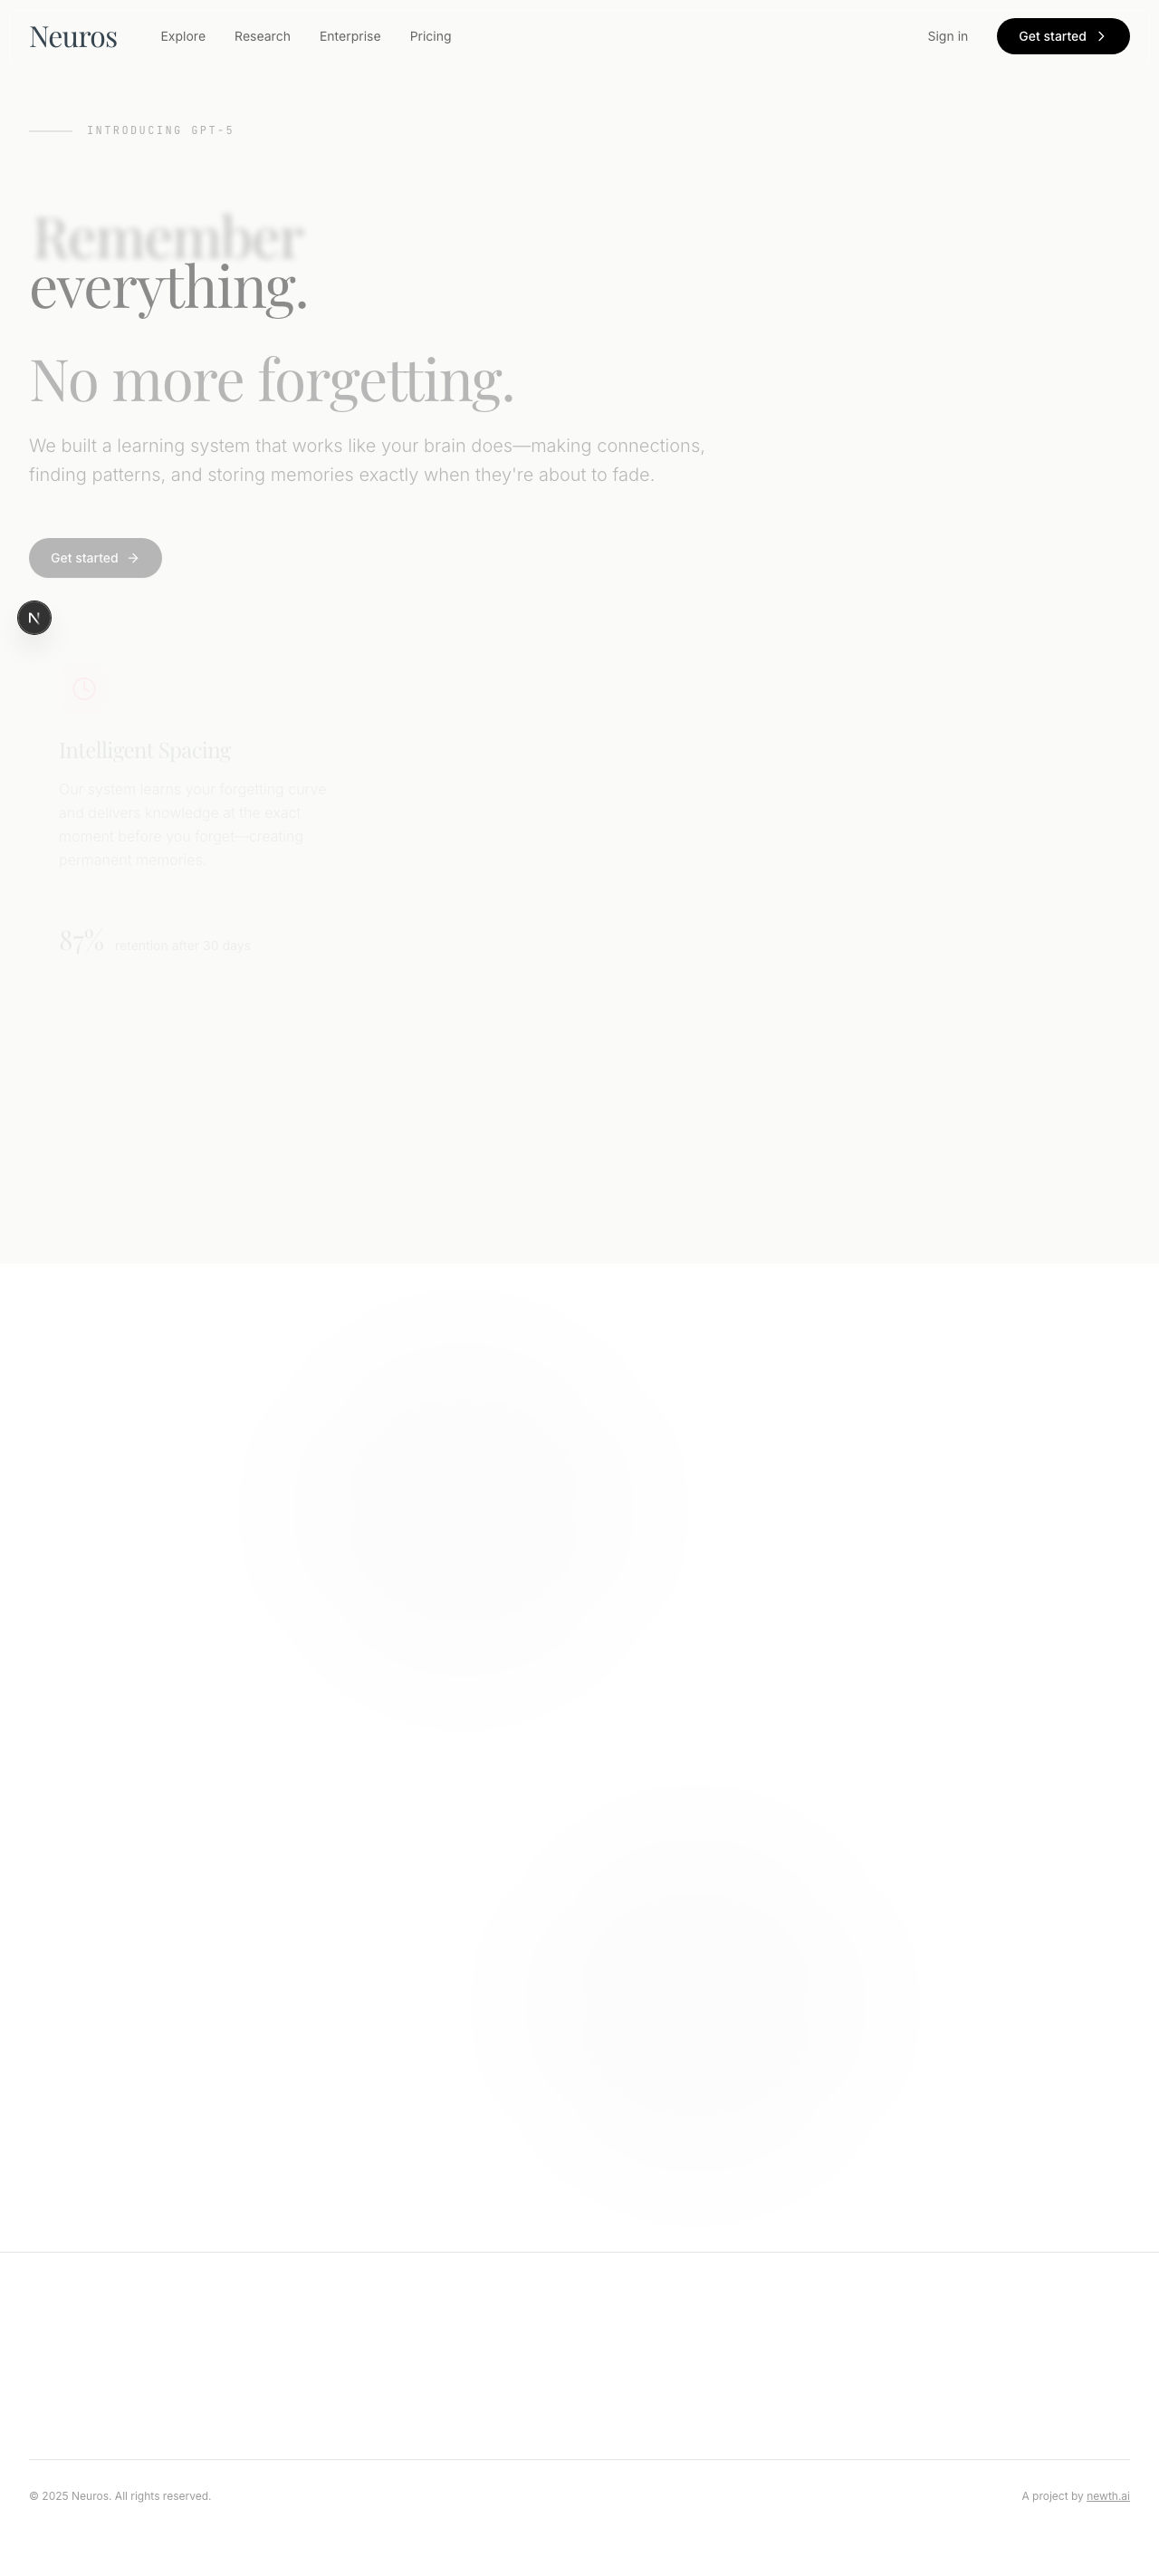 Neuros
Explore
Research
Enterprise
Pricing
Sign in
Get started
INTRODUCING GPT-5
Remember
everything.
No more forgetting.
We built a learning system that works like your brain does—making connections,
finding patterns, and storing memories exactly when they're about to fade.
Get started
N
Intelligent Spacing
Our system learns your forgetting curve
and delivers knowledge at the exact
moment before you forget—creating
permanent memories.
87% retention after 30 days
© 2025 Neuros. All rights reserved.
A project by newth.ai